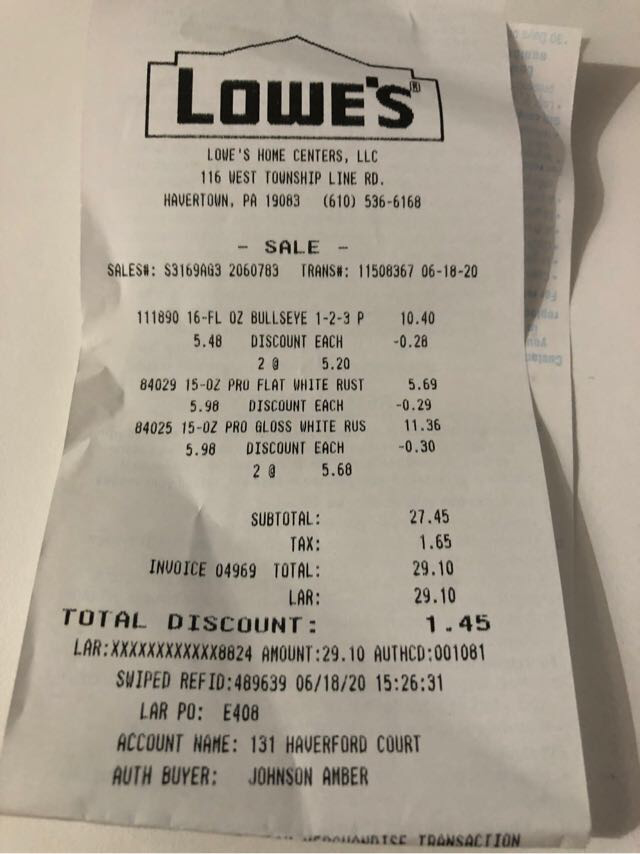 LOWE'S®
LOWE'S HOME CENTERS, LLC
116 WEST TOWNSHIP LINE RD.
HAVERTOWN, PA 19083 (610) 536-6168
- SALE -
SALES#: S3169AG3 2060783 TRANS#: 11508367 06-18-20
111890 16-FL OZ BULLSEYE 1-2-3 P 10.40
5.48 DISCOUNT EACH -0.28
2 @ 5.20
84029 15-OZ PRO FLAT WHITE RUST 5.69
5.98 DISCOUNT EACH -0.29
84025 15-OZ PRO GLOSS WHITE RUS 11.36
5.98 DISCOUNT EACH -0.30
2 @ 5.68
SUBTOTAL: 27.45
TAX: 1.65
INVOICE 04969 TOTAL: 29.10
LAR: 29.10
TOTAL DISCOUNT: 1.45
LAR:XXXXXXXXXXXX8824 AMOUNT:29.10 AUTHCD:001081
SWIPED REFID:489639 06/18/20 15:26:31
LAR PO: E408
ACCOUNT NAME: 131 HAVERFORD COURT
AUTH BUYER: JOHNSON AMBER
MERCHANDISE TRANSACTION